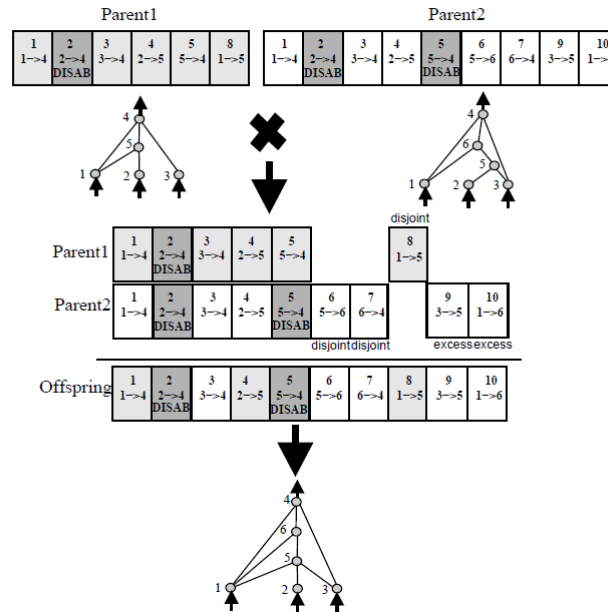 Parent1 Parent2
1 2 3 4 5 8 1 2 3 4 5 6 7 9 10
1->4 2->4 3->4 2->5 5->4 1->5 1->4 2->4 3->4 2->5 5->4 5->6 6->4 3->5 1->6
DISAB DISAB DISAB
4 4
5 6
5
1 2 3 1 2 3
disjoint
Parent1 1 2 3 4 5 8
1->4 2->4 3->4 2->5 5->4 1->5
DISAB
Parent2 1 2 3 4 5 6 7 9 10
1->4 2->4 3->4 2->5 5->4 5->6 6->4 3->5 1->6
DISAB DISAB
disjoint disjoint excess excess
Offspring 1 2 3 4 5 6 7 8 9 10
1->4 2->4 3->4 2->5 5->4 5->6 6->4 1->5 3->5 1->6
DISAB DISAB
4
6
5
1 2 3